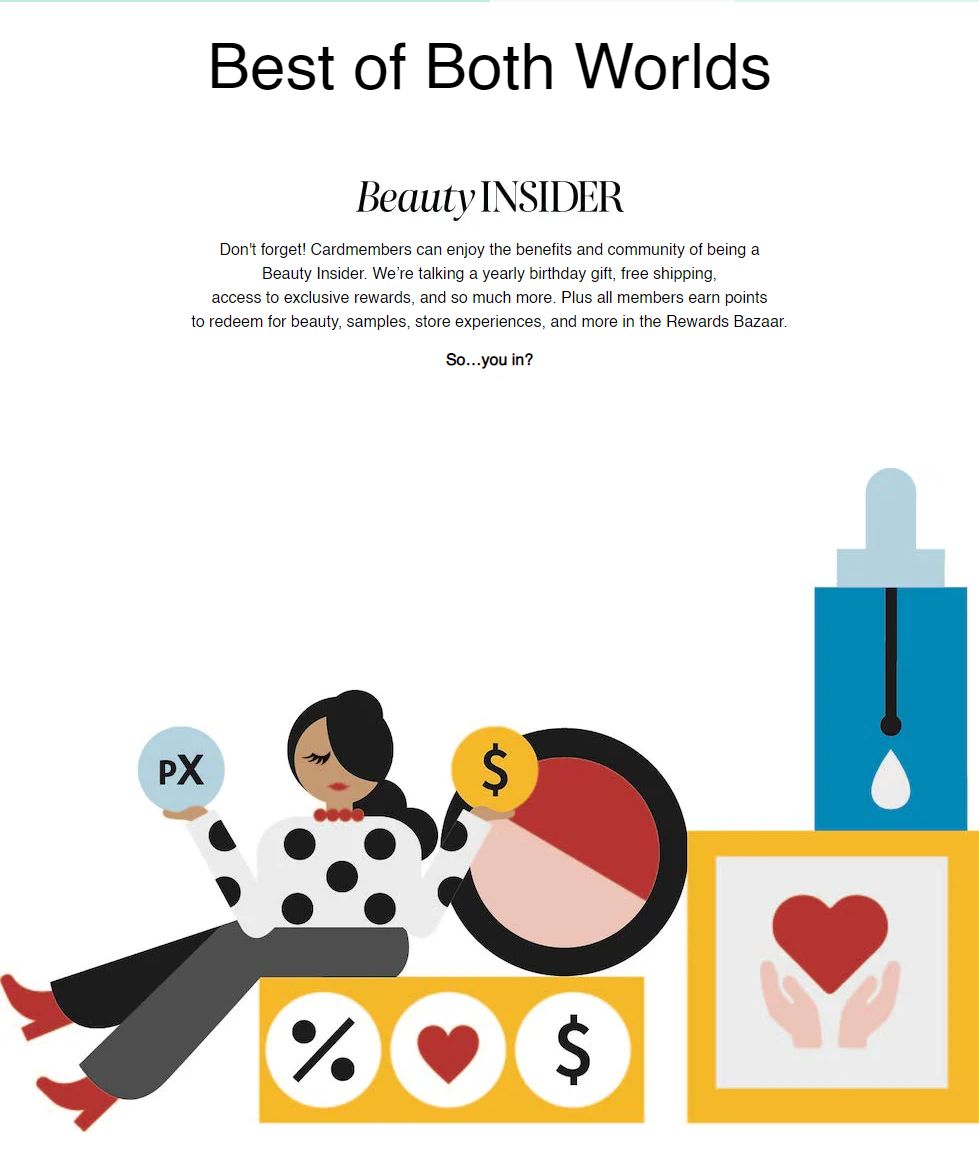 Best of Both Worlds
Beauty INSIDER
Don't forget! Cardmembers can enjoy the benefits and community of being a
Beauty Insider. We’re talking a yearly birthday gift, free shipping,
access to exclusive rewards, and so much more. Plus all members earn points
to redeem for beauty, samples, store experiences, and more in the Rewards Bazaar.
So…you in?
pX $
% $